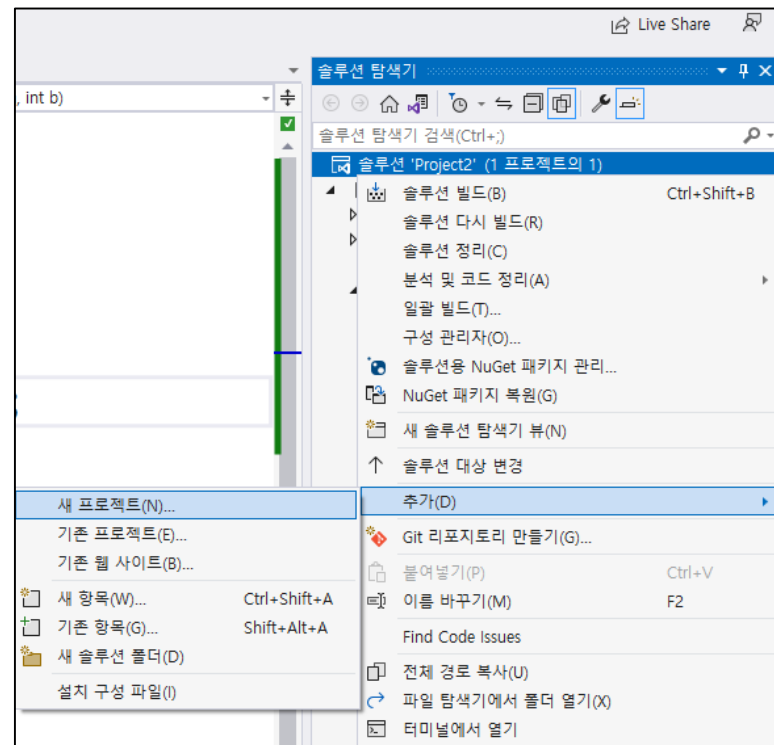 Live Share
솔루션 탐색기
, int b)
솔루션 탐색기 검색(Ctrl+;)
솔루션 'Project2' (1 프로젝트의 1)
솔루션 빌드(B) Ctrl+Shift+B
솔루션 다시 빌드(R)
솔루션 정리(C)
분석 및 코드 정리(A)
일괄 빌드(T)...
구성 관리자(O)...
솔루션용 NuGet 패키지 관리...
NuGet 패키지 복원(G)
새 솔루션 탐색기 뷰(N)
솔루션 대상 변경
추가(D)
새 프로젝트(N)...
기존 프로젝트(E)...
기존 웹 사이트(B)...
새 항목(W)... Ctrl+Shift+A
기존 항목(G)... Shift+Alt+A
새 솔루션 폴더(D)
설치 구성 파일(I)
Git 리포지토리 만들기(G)...
붙여넣기(P) Ctrl+V
이름 바꾸기(M) F2
Find Code Issues
전체 경로 복사(U)
파일 탐색기에서 폴더 열기(X)
터미널에서 열기